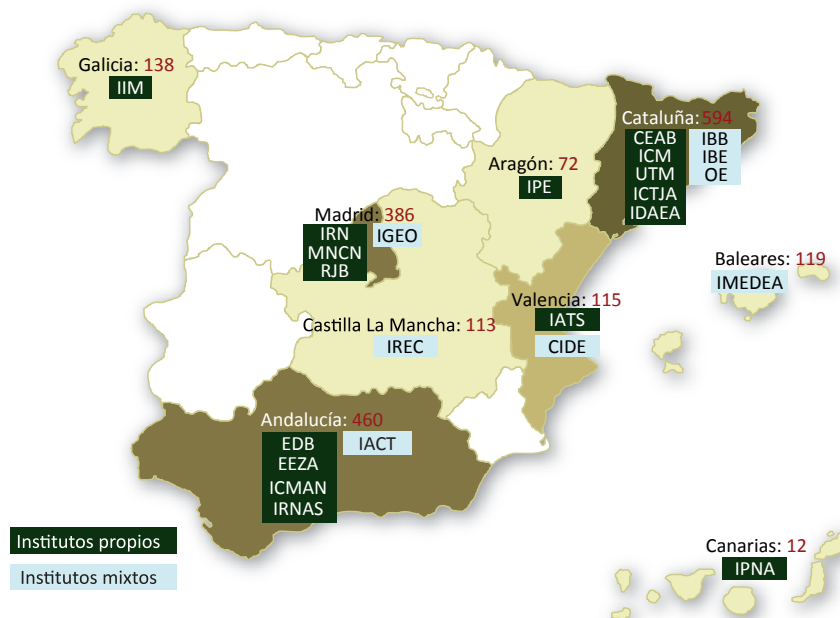 Galicia: 138
IIM
Cataluña: 594
CEAB
ICM
UTM
ICTJA
IDAEA
IBB
IBE
OE
Aragón: 72
IPE
Madrid: 386
IRN
MNCN
RJB
IGEO
Baleares: 119
IMEDEA
Valencia: 115
IATS
CIDE
Castilla La Mancha: 113
IREC
Andalucía: 460
EDB
EEZA
ICMAN
IRNAS
IACT
Institutos propios
Institutos mixtos
Canarias: 12
IPNA